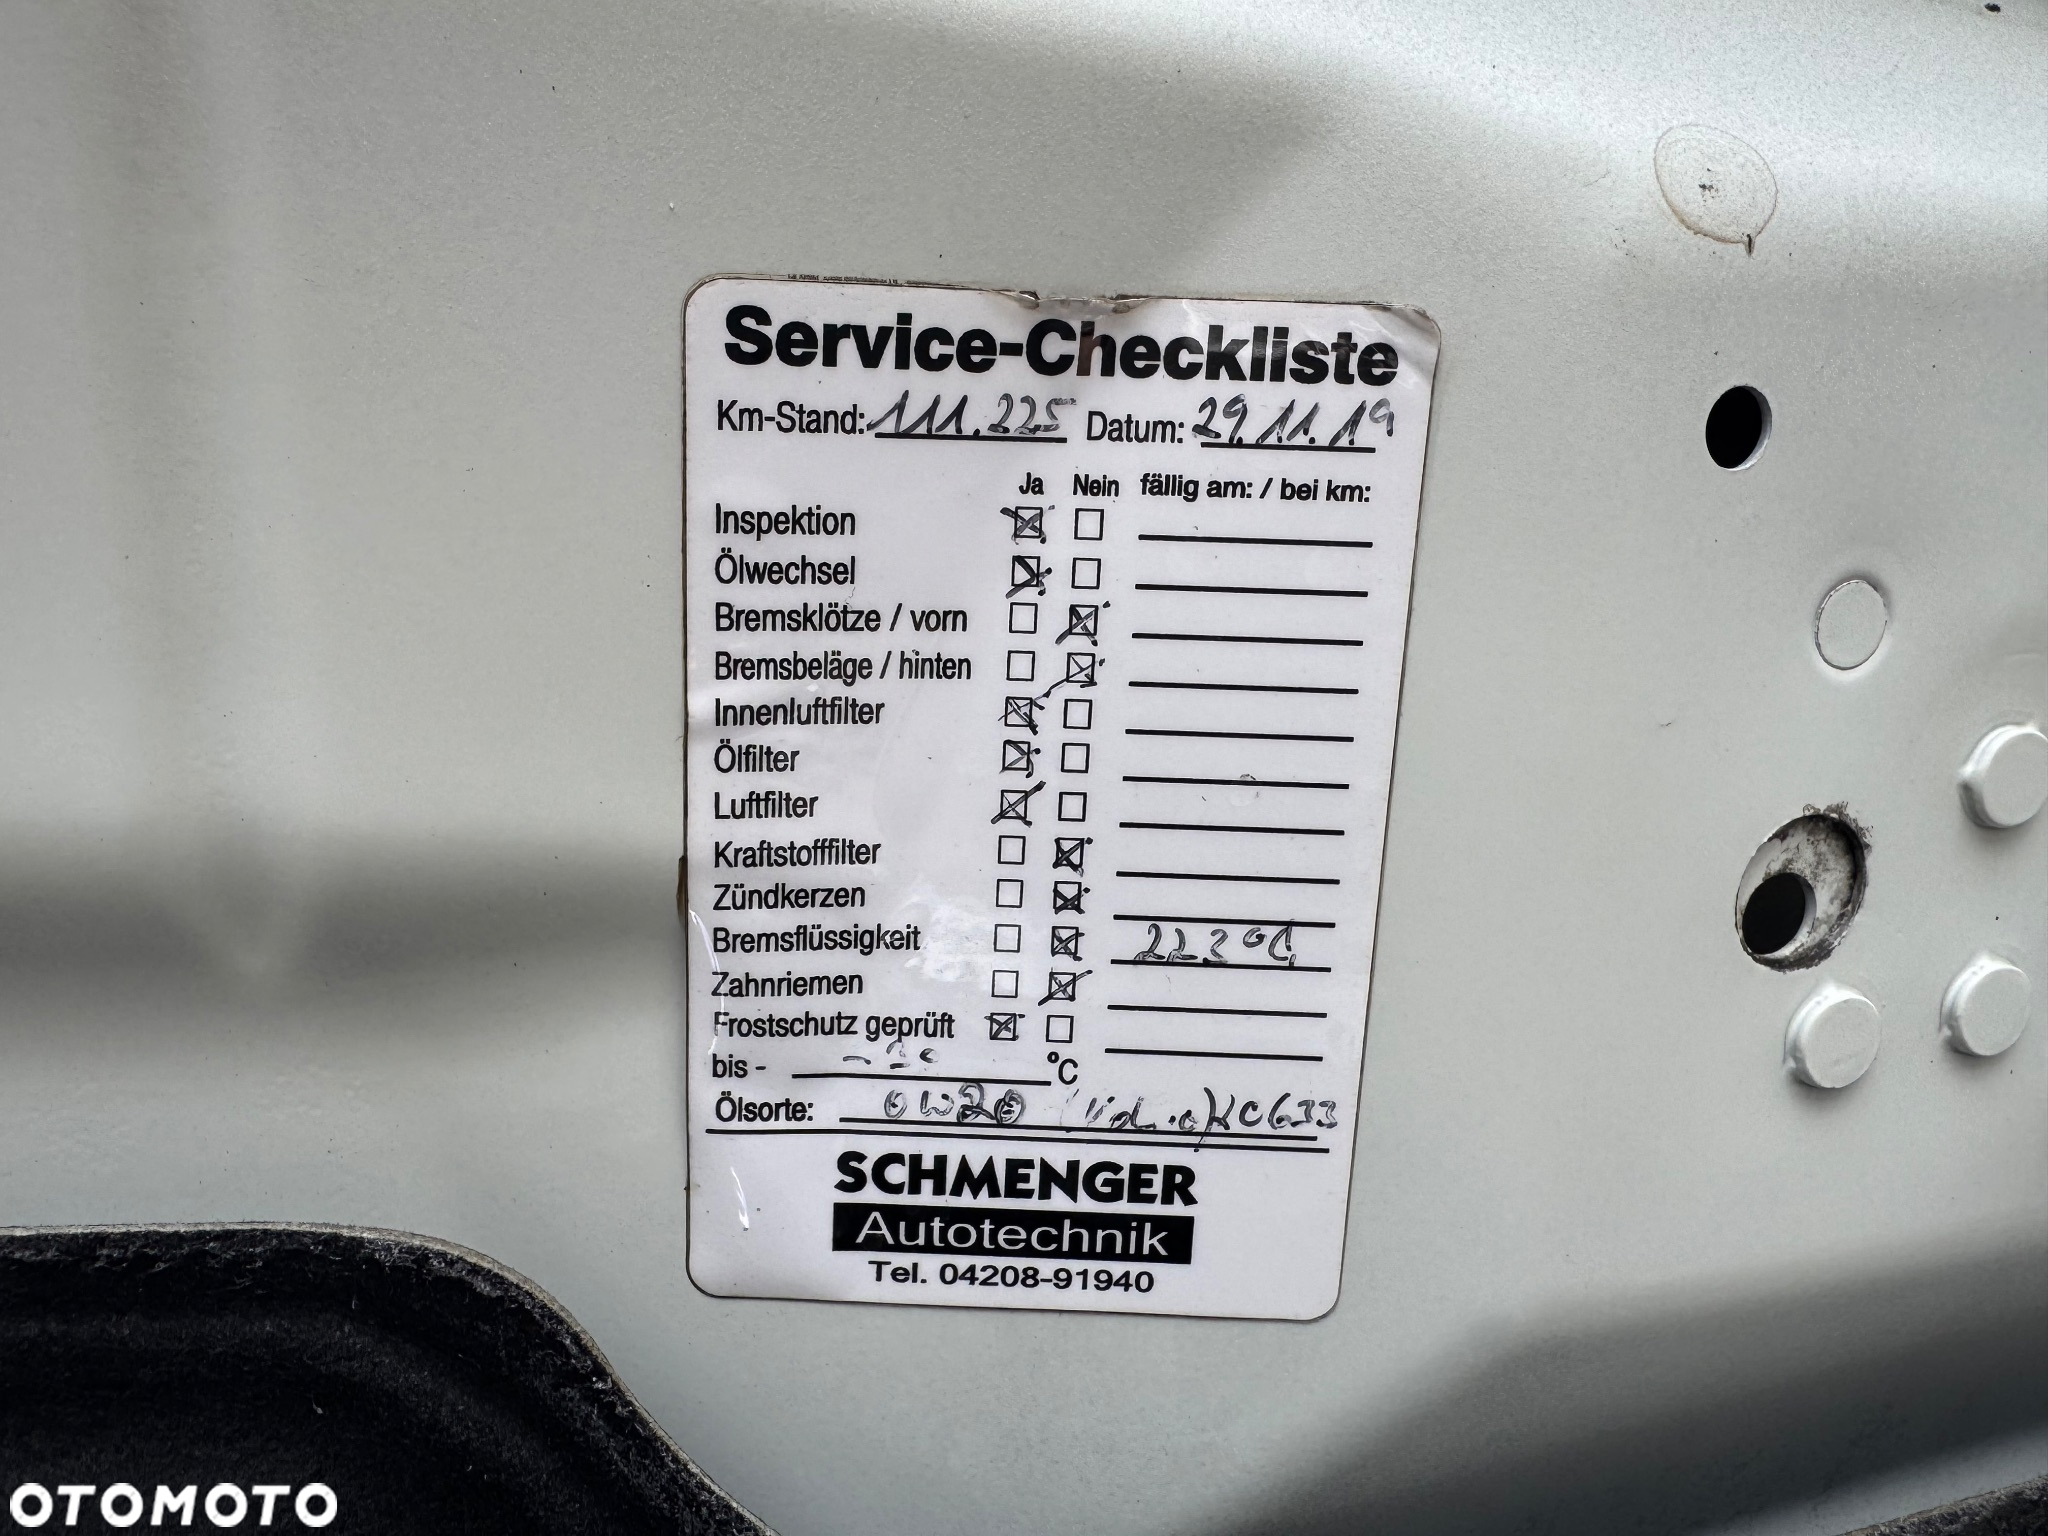 Service-Checkliste
Km-Stand: 111.225 Datum: 29.11.19
Ja Nein fällig am: / bei km:
Inspektion
Ölwechsel
Bremsklötze / vorn
Bremsbeläge / hinten
Innenluftfilter
Ölfilter
Luftfilter
Kraftstofffilter
Zündkerzen
Bremsflüssigkeit
Zahnriemen
Frostschutz geprüft
bis - °C
Ölsorte: 0W20
SCHMENGER
Autotechnik
Tel. 04208-91940
OTOMOTO